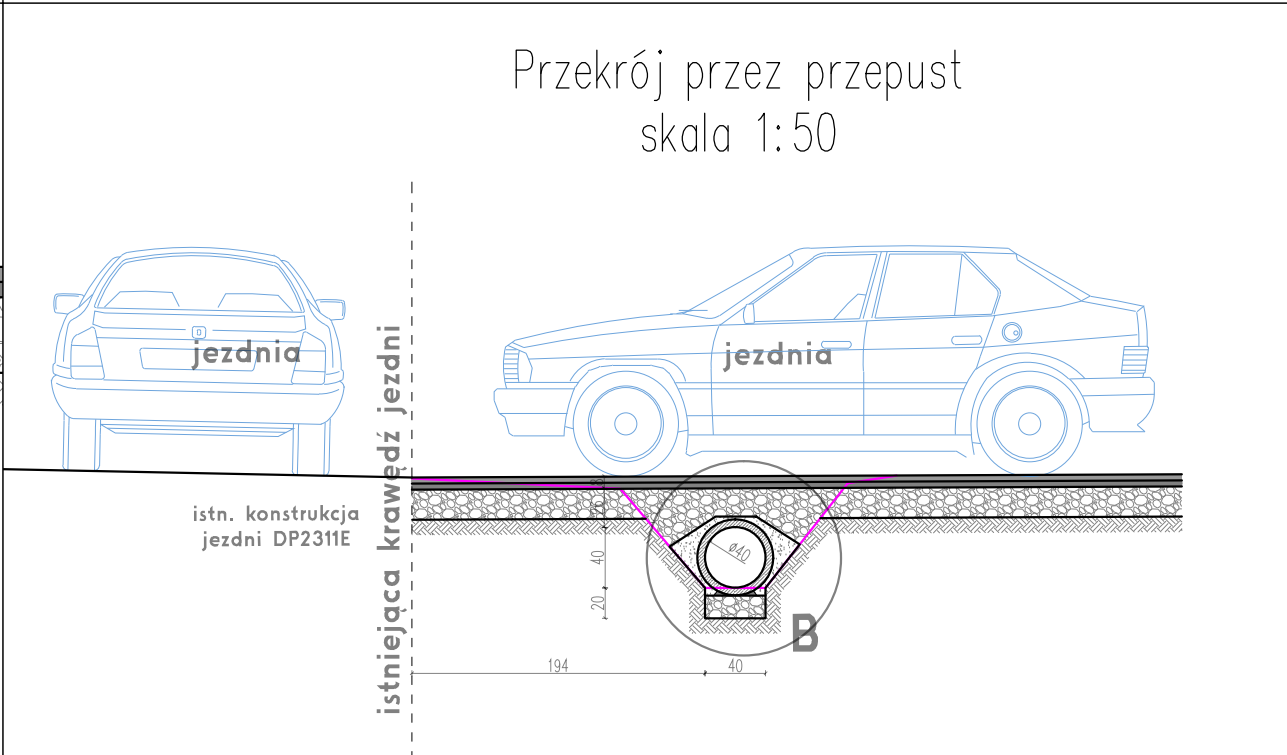 Przekrój przez przepust
skala 1:50
jezdnia
jezdnia
istniejąca krawędź jezdni
istn. konstrukcja
jezdni DP2311E
ø40
40
20
B
194
40